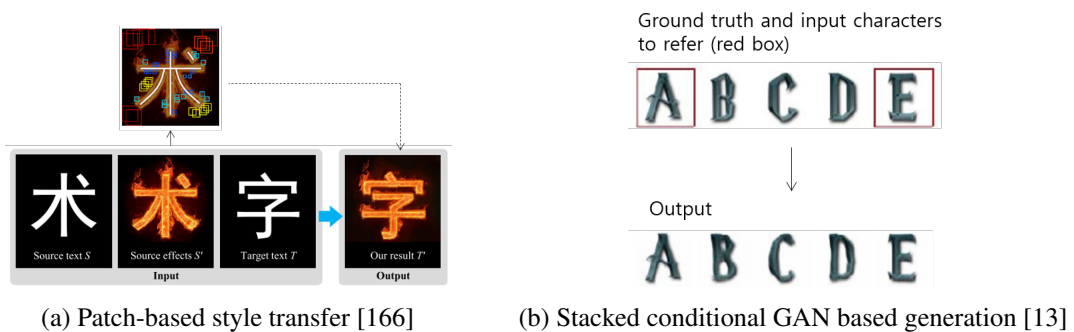 术
术
术
字
字
Source text S
Source effects S'
Target text T
Our result T'
Input
Output
(a) Patch-based style transfer [166]
Ground truth and input characters
to refer (red box)
A B C D E
Output
A B C D E
(b) Stacked conditional GAN based generation [13]